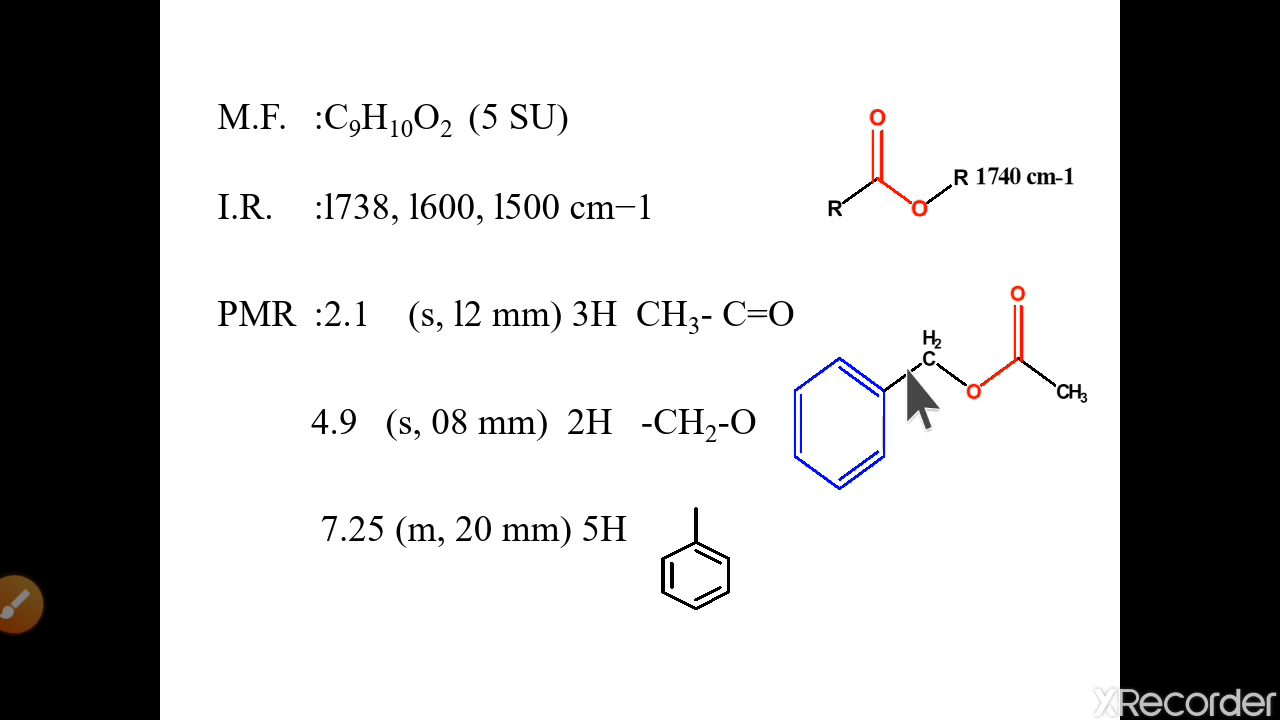 M.F. :C₉H₁₀O₂ (5 SU)
O
R
O
R 1740 cm-1
I.R. :l738, l600, l500 cm−1
PMR :2.1 (s, l2 mm) 3H CH₃- C=O
O
H₂
C
O
CH₃
4.9 (s, 08 mm) 2H -CH₂-O
7.25 (m, 20 mm) 5H
XRecorder